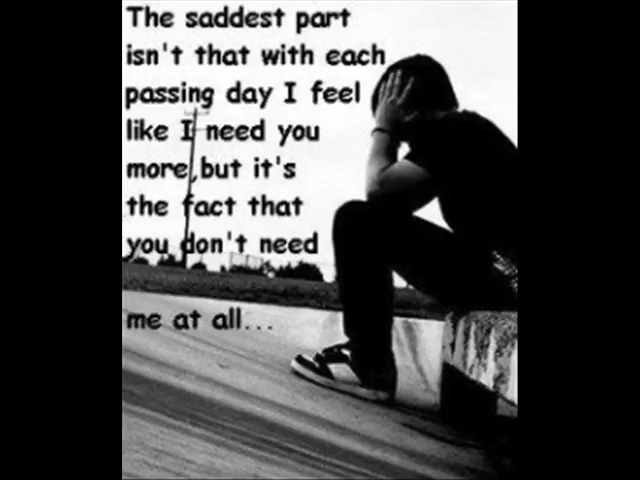 The saddest part
isn't that with each
passing day I feel
like I need you
more,but it's
the fact that
you don't need
me at all...